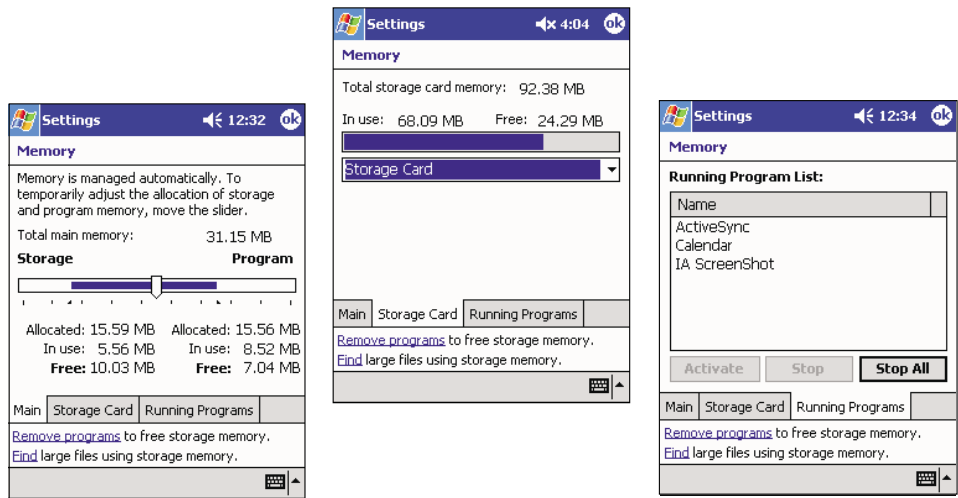 Settings 12:32 ok
Memory
Memory is managed automatically. To
temporarily adjust the allocation of storage
and program memory, move the slider.
Total main memory: 31.15 MB
Storage Program
Allocated: 15.59 MB Allocated: 15.56 MB
In use: 5.56 MB In use: 8.52 MB
Free: 10.03 MB Free: 7.04 MB
Main Storage Card Running Programs
Remove programs to free storage memory.
Find large files using storage memory.
Settings 4:04 ok
Memory
Total storage card memory: 92.38 MB
In use: 68.09 MB Free: 24.29 MB
Storage Card
Main Storage Card Running Programs
Remove programs to free storage memory.
Find large files using storage memory.
Settings 12:34 ok
Memory
Running Program List:
Name
ActiveSync
Calendar
IA ScreenShot
Activate Stop Stop All
Main Storage Card Running Programs
Remove programs to free storage memory.
Find large files using storage memory.